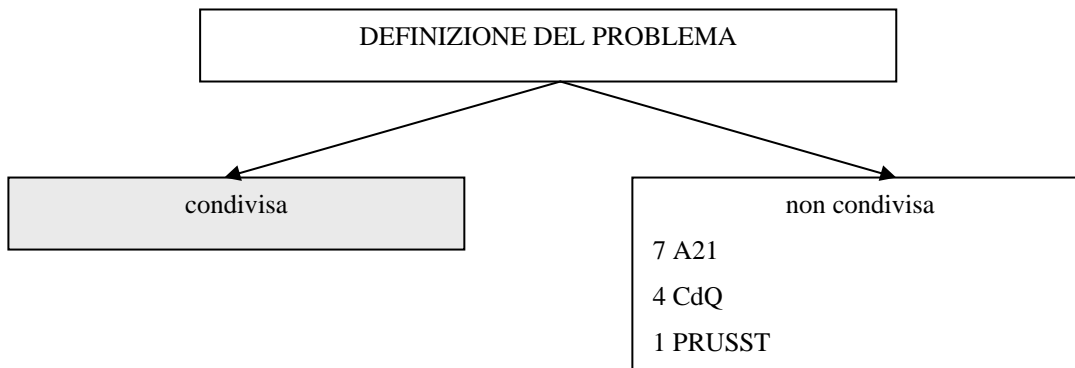 DEFINIZIONE DEL PROBLEMA
condivisa
non condivisa
7 A21
4 CdQ
1 PRUSST